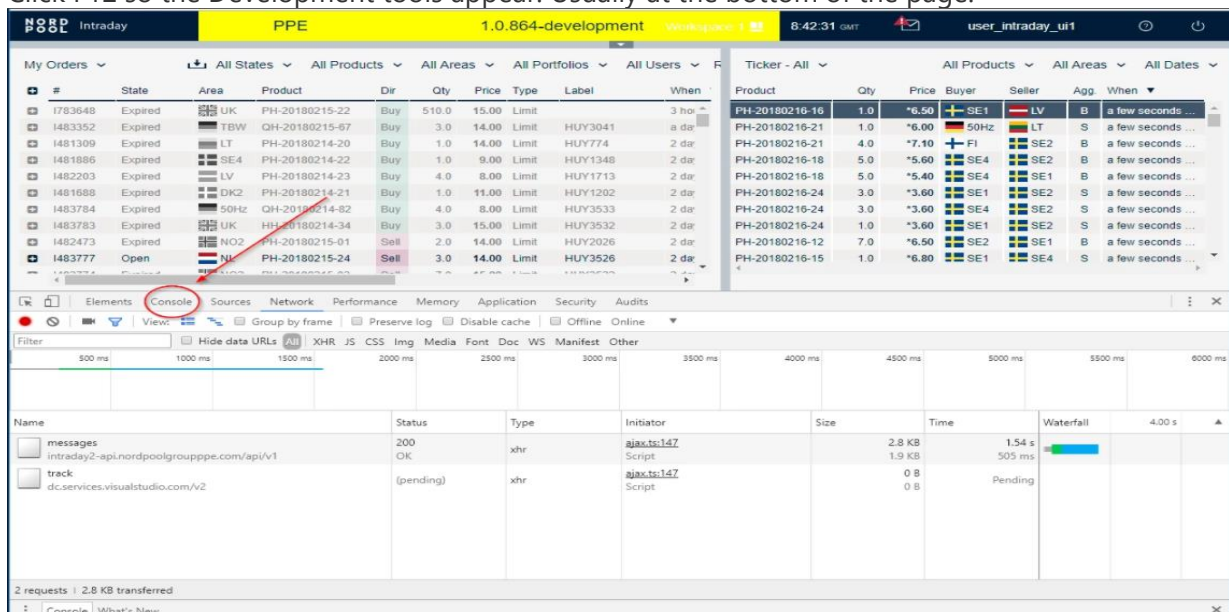 Click F12 so the Development tools appear. Usually at the bottom of the page.
NORD POOL Intraday PPE 1.0.864-development Workspace 1 8:42:31 GMT user_intraday_ui1
My Orders All States All Products All Areas All Portfolios All Users Ticker - All All Products All Areas All Dates
# State Area Product Dir Qty Price Type Label When Product Qty Price Buyer Seller Agg. When
I783648 Expired UK PH-20180215-22 Buy 510.0 15.00 Limit 3 PH-20180216-16 1.0 *6.50 SE1 LV B a few seconds ...
I483352 Expired TBW QH-20180215-67 Buy 3.0 14.00 Limit HUY3041 a PH-20180216-21 1.0 *6.00 50Hz LT S a few seconds ...
I481309 Expired LT PH-20180214-20 Buy 1.0 14.00 Limit HUY774 2 PH-20180216-21 4.0 *7.10 FI SE2 B a few seconds ...
I481886 Expired SE4 PH-20180214-22 Buy 1.0 9.00 Limit HUY1348 2 PH-20180216-18 5.0 *5.60 SE4 SE2 B a few seconds ...
I482203 Expired LV PH-20180214-23 Buy 4.0 8.00 Limit HUY1713 2 PH-20180216-18 5.0 *5.40 SE4 SE1 B a few seconds ...
I481688 Expired DK2 PH-20180214-21 Buy 1.0 11.00 Limit HUY1202 2 PH-20180216-24 3.0 *3.60 SE1 SE2 S a few seconds ...
I483784 Expired 50Hz QH-20180214-82 Buy 4.0 8.00 Limit HUY3533 2 PH-20180216-24 3.0 *3.60 SE4 SE2 S a few seconds ...
I483783 Expired UK HH-20180214-34 Buy 3.0 15.00 Limit HUY3532 2 PH-20180216-24 1.0 *3.60 SE1 SE2 S a few seconds ...
I482473 Expired NO2 PH-20180215-01 Sell 2.0 14.00 Limit HUY2026 2 PH-20180216-12 7.0 *6.50 SE2 SE1 B a few seconds ...
I483777 Open NL PH-20180215-24 Sell 3.0 14.00 Limit HUY3526 2 PH-20180216-15 1.0 *6.80 SE1 SE4 S a few seconds ...
Elements Console Sources Network Performance Memory Application Security Audits
View: Group by frame Preserve log Disable cache Offline Online
Filter Hide data URLs All XHR JS CSS Img Media Font Doc WS Manifest Other
500 ms 1000 ms 1500 ms 2000 ms 2500 ms 3000 ms 3500 ms 4000 ms 4500 ms 5000 ms 5500 ms 6000 ms
Name Status Type Initiator Size Time Waterfall 4.00 s
messages 200 xhr ajax.ts:147 2.8 KB 1.54 s
intraday2-api.nordpoolgroupppe.com/api/v1 OK Script 1.9 KB 505 ms
track (pending) xhr ajax.ts:147 0 B Pending
dc.services.visualstudio.com/v2 Script 0 B
2 requests | 2.8 KB transferred
Console What's New